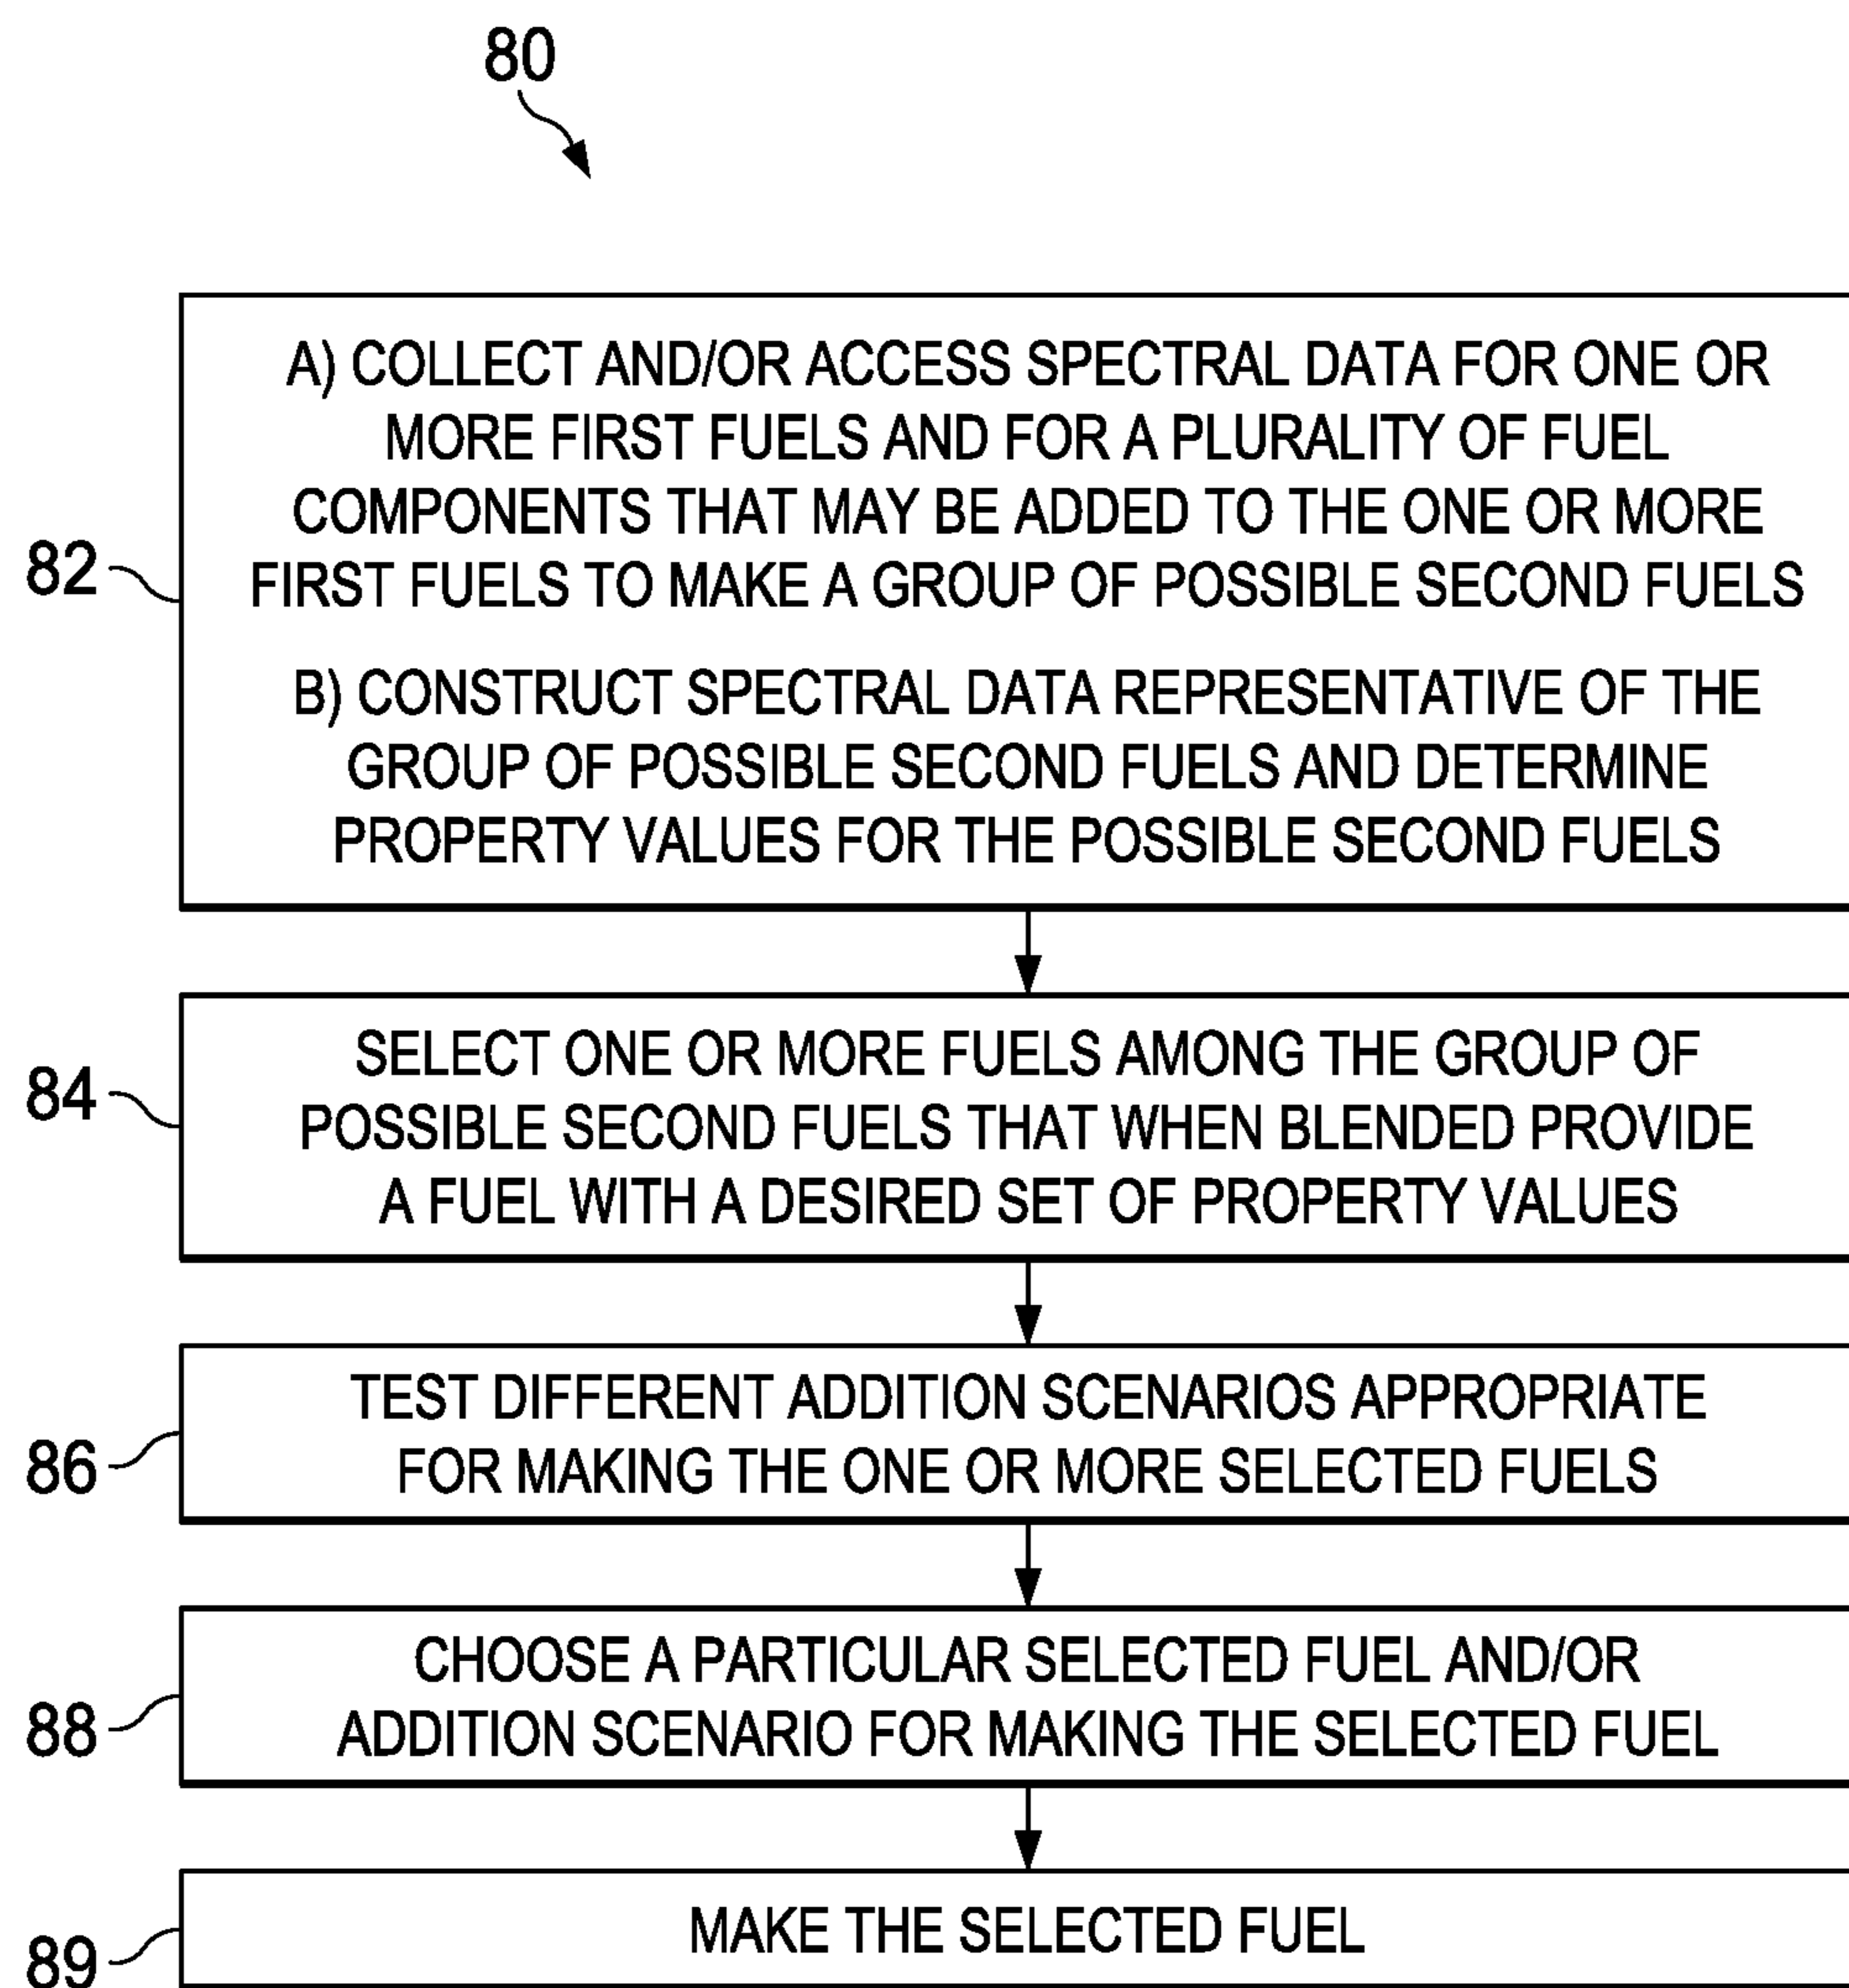 80
A) COLLECT AND/OR ACCESS SPECTRAL DATA FOR ONE OR
MORE FIRST FUELS AND FOR A PLURALITY OF FUEL
COMPONENTS THAT MAY BE ADDED TO THE ONE OR MORE
FIRST FUELS TO MAKE A GROUP OF POSSIBLE SECOND FUELS
82
B) CONSTRUCT SPECTRAL DATA REPRESENTATIVE OF THE
GROUP OF POSSIBLE SECOND FUELS AND DETERMINE
PROPERTY VALUES FOR THE POSSIBLE SECOND FUELS
84
SELECT ONE OR MORE FUELS AMONG THE GROUP OF
POSSIBLE SECOND FUELS THAT WHEN BLENDED PROVIDE
A FUEL WITH A DESIRED SET OF PROPERTY VALUES
86
TEST DIFFERENT ADDITION SCENARIOS APPROPRIATE
FOR MAKING THE ONE OR MORE SELECTED FUELS
88
CHOOSE A PARTICULAR SELECTED FUEL AND/OR
ADDITION SCENARIO FOR MAKING THE SELECTED FUEL
89
MAKE THE SELECTED FUEL